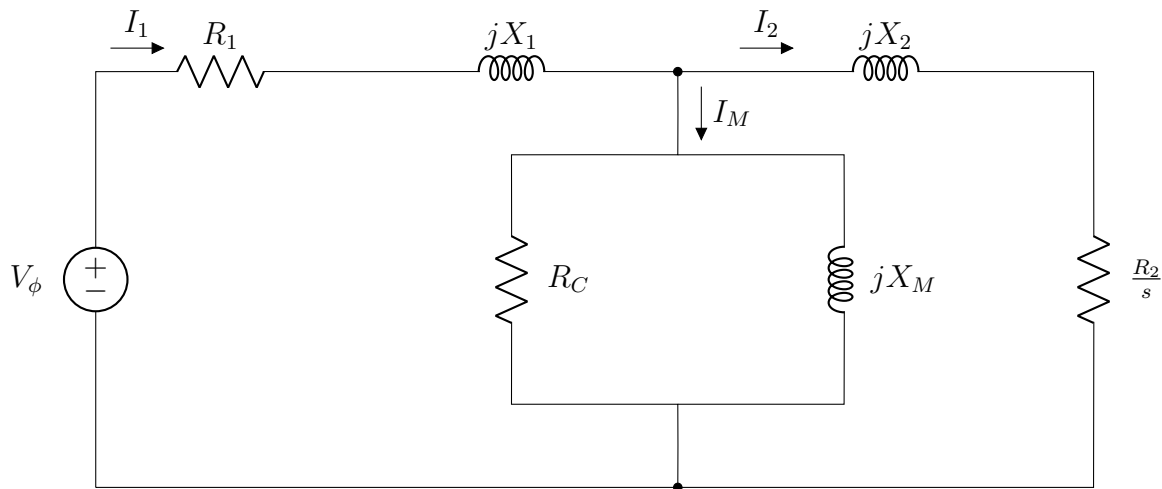 I_1
R_1
jX_1
I_2
jX_2
I_M
V_ϕ
+
−
R_C
jX_M
R_2/s